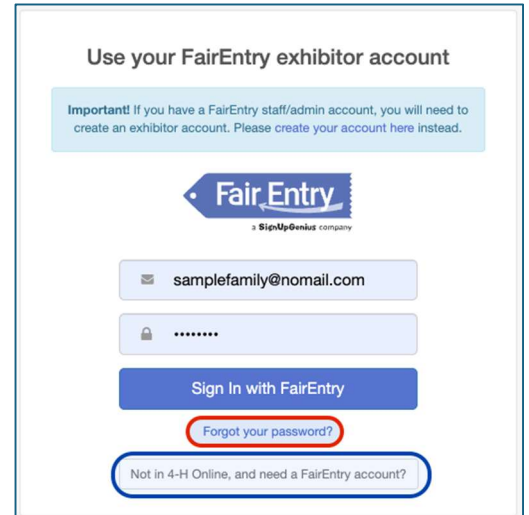 Use your FairEntry exhibitor account
Important! If you have a FairEntry staff/admin account, you will need to
create an exhibitor account. Please create your account here instead.
Fair Entry
a SignUpGenius company
samplefamily@nomail.com
••••••••
Sign In with FairEntry
Forgot your password?
Not in 4-H Online, and need a FairEntry account?